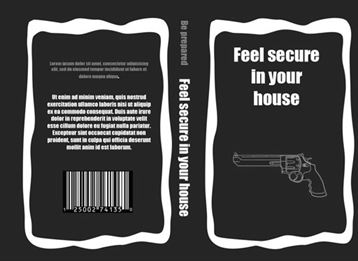 Lorem ipsum dolor sit amet, consectetur adipisicing
elit, sed do eiusmod tempor incididunt ut labore et
dolore magna aliqua.
Ut enim ad minim veniam, quis nostrud
exercitation ullamco laboris nisi ut aliquip
ex ea commodo consequat. Duis aute irure
dolor in reprehenderit in voluptate velit
esse cillum dolore eu fugiat nulla pariatur.
Excepteur sint occaecat cupidatat non
proident, sunt in culpa qui officia deserunt
mollit anim id est laborum.
1 25002 74135
Be prepared
Feel secure in your house
Feel secure
in your
house